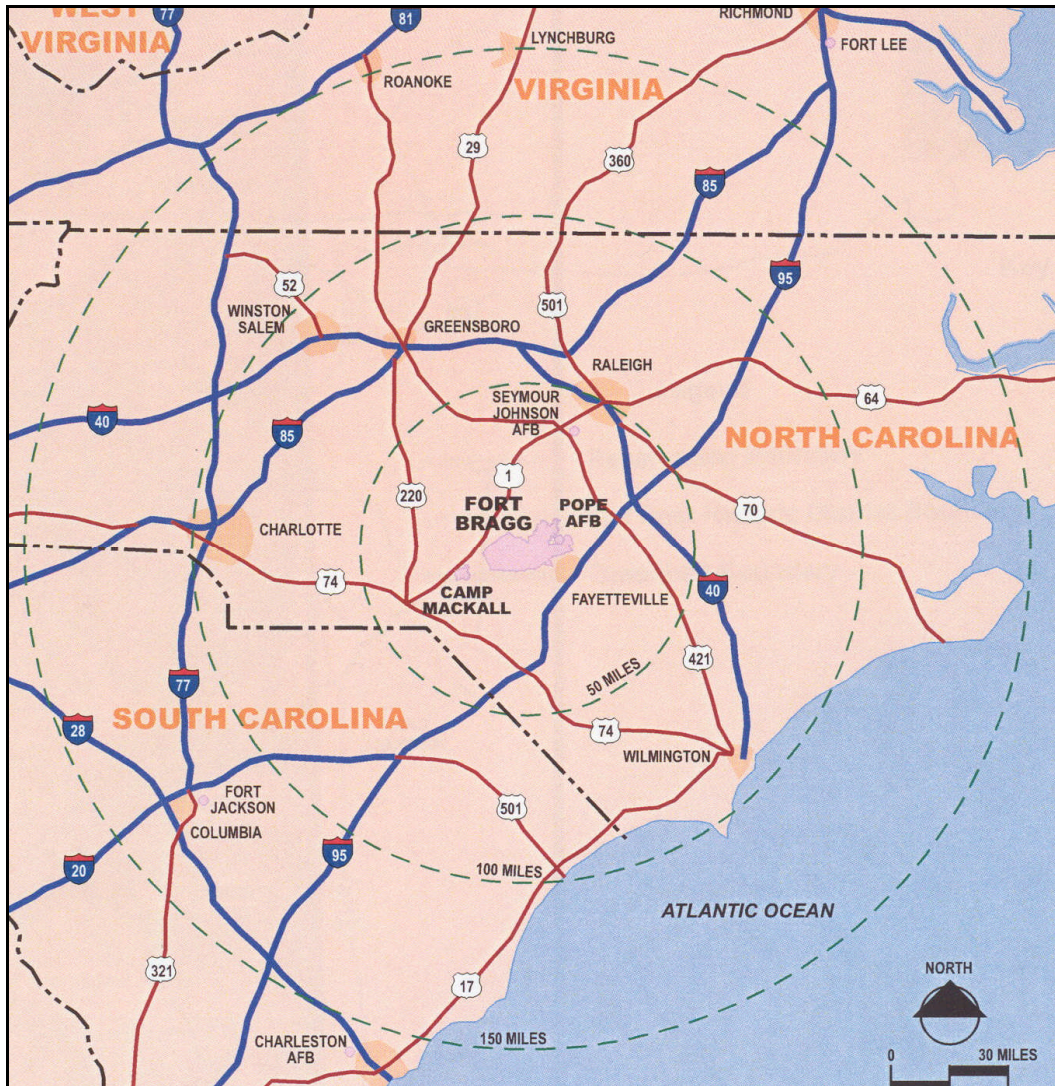 WEST
VIRGINIA
77
81
RICHMOND
FORT LEE
LYNCHBURG
ROANOKE
VIRGINIA
29
360
85
95
52
501
WINSTON
SALEM
GREENSBORO
RALEIGH
64
SEYMOUR
JOHNSON
AFB
40
85
NORTH CAROLINA
1
220
FORT
BRAGG
POPE
AFB
70
CHARLOTTE
74
CAMP
MACKALL
FAYETTEVILLE
40
421
50 MILES
77
28
SOUTH CAROLINA
74
WILMINGTON
FORT
JACKSON
COLUMBIA
501
95
20
100 MILES
ATLANTIC OCEAN
321
17
NORTH
CHARLESTON
AFB
150 MILES
0
30 MILES